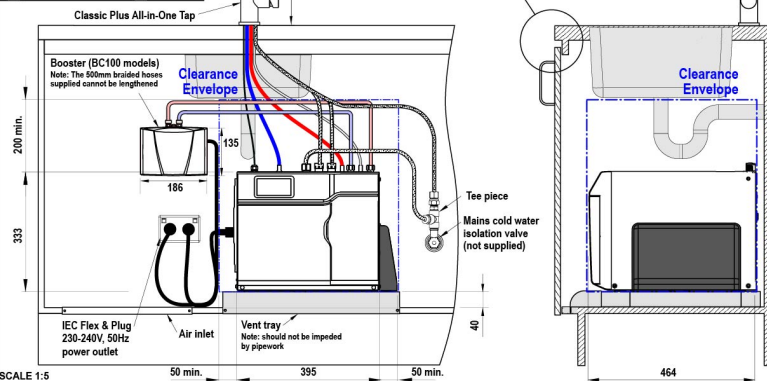 Classic Plus All-in-One Tap
Booster (BC100 models)
Note: The 500mm braided hoses
supplied cannot be lengthened
Clearance
Envelope
Clearance
Envelope
200 min.
135
186
333
Tee piece
Mains cold water
isolation valve
(not supplied)
IEC Flex & Plug
230-240V, 50Hz
power outlet
Air inlet
Vent tray
Note: should not be impeded
by pipework
40
SCALE 1:5
50 min.
395
50 min.
464